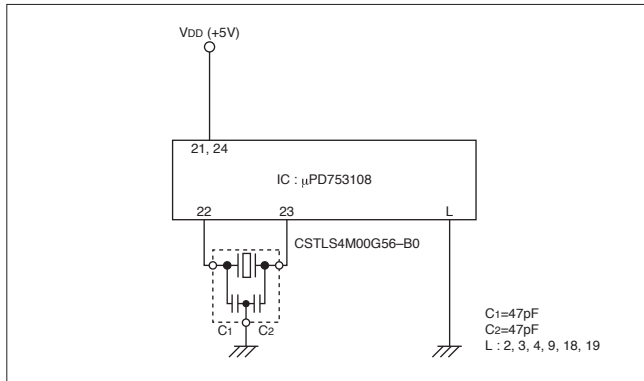 VDD (+5V)
21, 24
IC : μPD753108
22 23 L
CSTLS4M00G56–B0
C1 C2
C1=47pF
C2=47pF
L : 2, 3, 4, 9, 18, 19